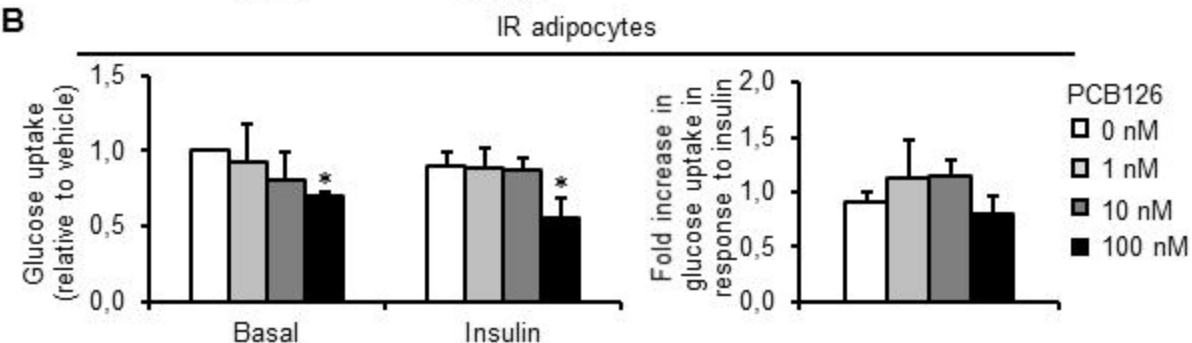 B
IR adipocytes
Glucose uptake
(relative to vehicle)
1,5
1,0
0,5
0,0
*
*
Basal
Insulin
Fold increase in
glucose uptake in
response to insulin
2,0
1,5
1,0
0,5
0,0
PCB126
0 nM
1 nM
10 nM
100 nM